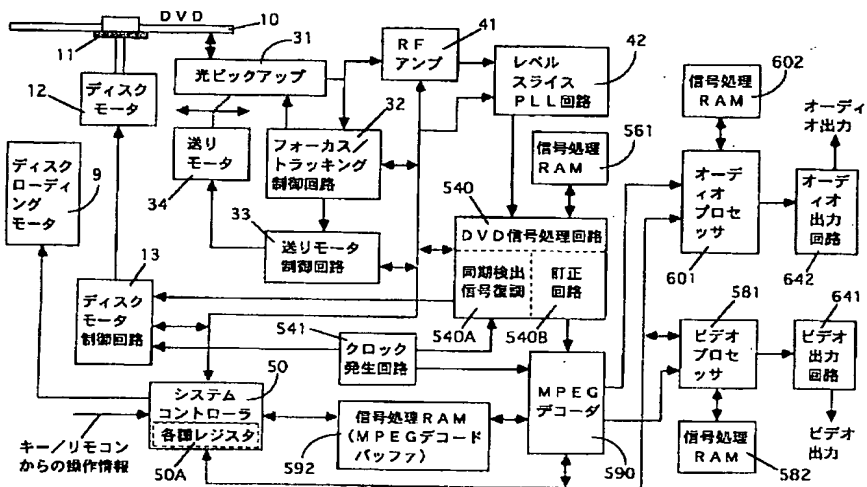 DVD
10
11
31
光ピックアップ
41
RF
アンプ
42
レベル
スライス
PLL回路
602
信号処理
RAM
オーディ
オ出力
12
ディスク
モータ
32
フォーカス/
トラッキング
制御回路
561
信号処理
RAM
ディスク
ローディ
ング
モータ
9
送り
モータ
34
540
DVD信号処理回路
同期検出
信号復調
訂正
回路
540A
540B
オーデ
ィオ
プロセ
ッサ
601
オーデ
ィオ
出力
回路
642
33
送りモータ
制御回路
13
ディスク
モータ
制御回路
541
クロック
発生回路
581
ビデオ
プロセ
ッサ
641
ビデオ
出力
回路
50
システム
コントローラ
各種レジスタ
50A
キー/リモコン
からの操作情報
信号処理RAM
(MPEGデコード
バッファ)
592
MPEG
デコーダ
590
信号処理
RAM
582
ビデオ
出力